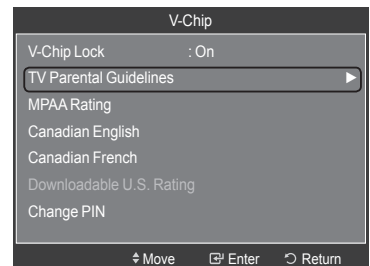 V-Chip
V-Chip Lock : On
TV Parental Guidelines
MPAA Rating
Canadian English
Canadian French
Downloadable U.S. Rating
Change PIN
Move Enter Return